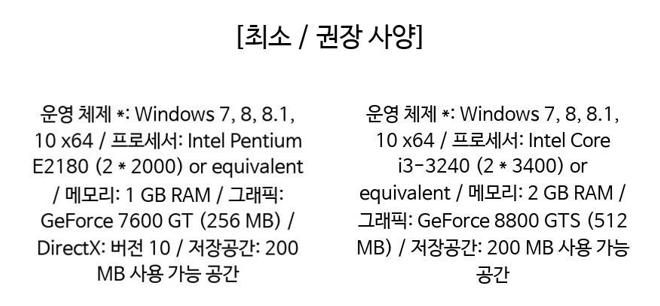 [최소 / 권장 사양]
운영 체제 *: Windows 7, 8, 8.1,
10 x64 / 프로세서: Intel Pentium
E2180 (2 * 2000) or equivalent
/ 메모리: 1 GB RAM / 그래픽:
GeForce 7600 GT (256 MB) /
DirectX: 버전 10 / 저장공간: 200
MB 사용 가능 공간
운영 체제 *: Windows 7, 8, 8.1,
10 x64 / 프로세서: Intel Core
i3-3240 (2 * 3400) or
equivalent / 메모리: 2 GB RAM /
그래픽: GeForce 8800 GTS (512
MB) / 저장공간: 200 MB 사용 가능
공간